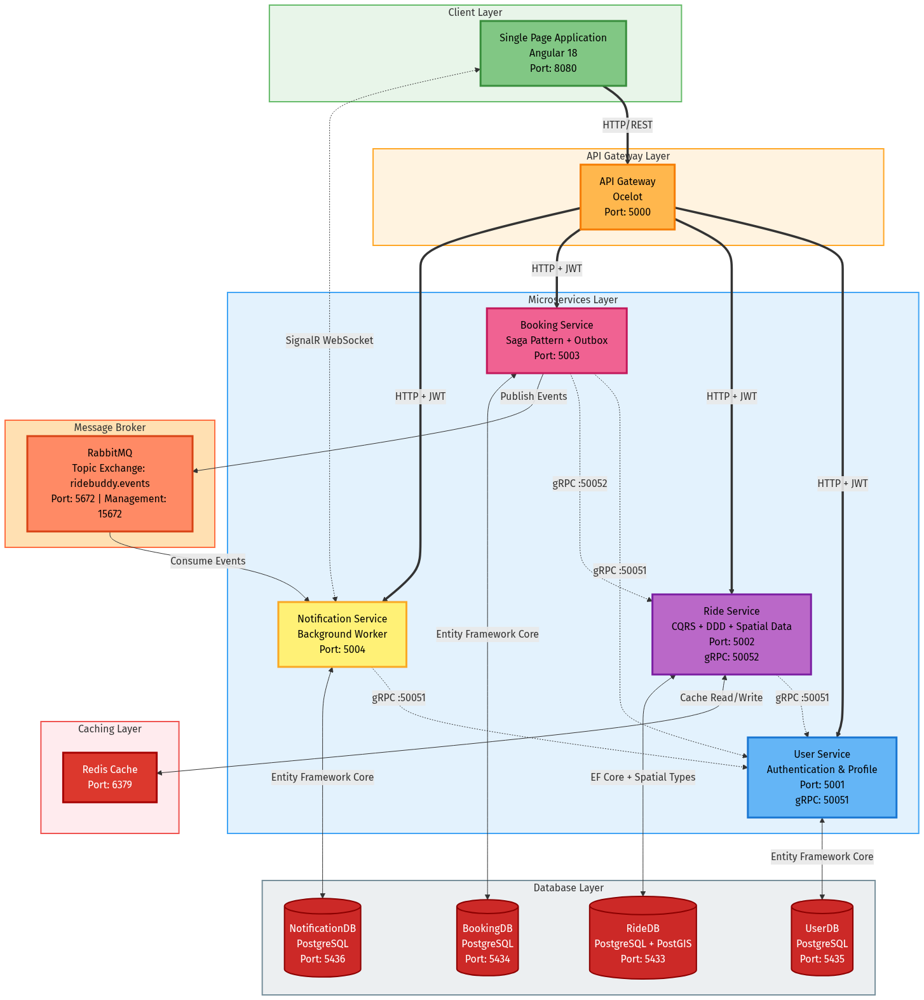 Client Layer
Single Page Application
Angular 18
Port: 8080
HTTP/REST
API Gateway Layer
API Gateway
Ocelot
Port: 5000
HTTP + JWT
Microservices Layer
Booking Service
Saga Pattern + Outbox
Port: 5003
SignalR WebSocket
HTTP + JWT
Publish Events
HTTP + JWT
Message Broker
RabbitMQ
Topic Exchange:
ridebuddy.events
Port: 5672 | Management:
15672
gRPC :50052
HTTP + JWT
Consume Events
gRPC :50051
Notification Service
Background Worker
Port: 5004
Entity Framework Core
Ride Service
CQRS + DDD + Spatial Data
Port: 5002
gRPC: 50052
gRPC :50051
Cache Read/Write
gRPC :50051
Caching Layer
Redis Cache
Port: 6379
Entity Framework Core
EF Core + Spatial Types
User Service
Authentication & Profile
Port: 5001
gRPC: 50051
Entity Framework Core
Database Layer
NotificationDB
PostgreSQL
Port: 5436
BookingDB
PostgreSQL
Port: 5434
RideDB
PostgreSQL + PostGIS
Port: 5433
UserDB
PostgreSQL
Port: 5435